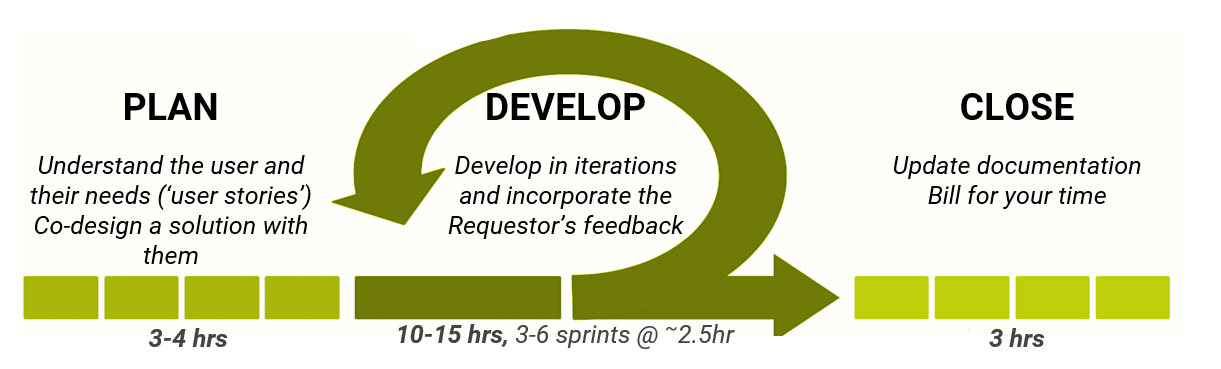 PLAN
Understand the user and
their needs (‘user stories’)
Co-design a solution with
them
3-4 hrs
DEVELOP
Develop in iterations
and incorporate the
Requestor’s feedback
10-15 hrs, 3-6 sprints @ ~2.5hr
CLOSE
Update documentation
Bill for your time
3 hrs